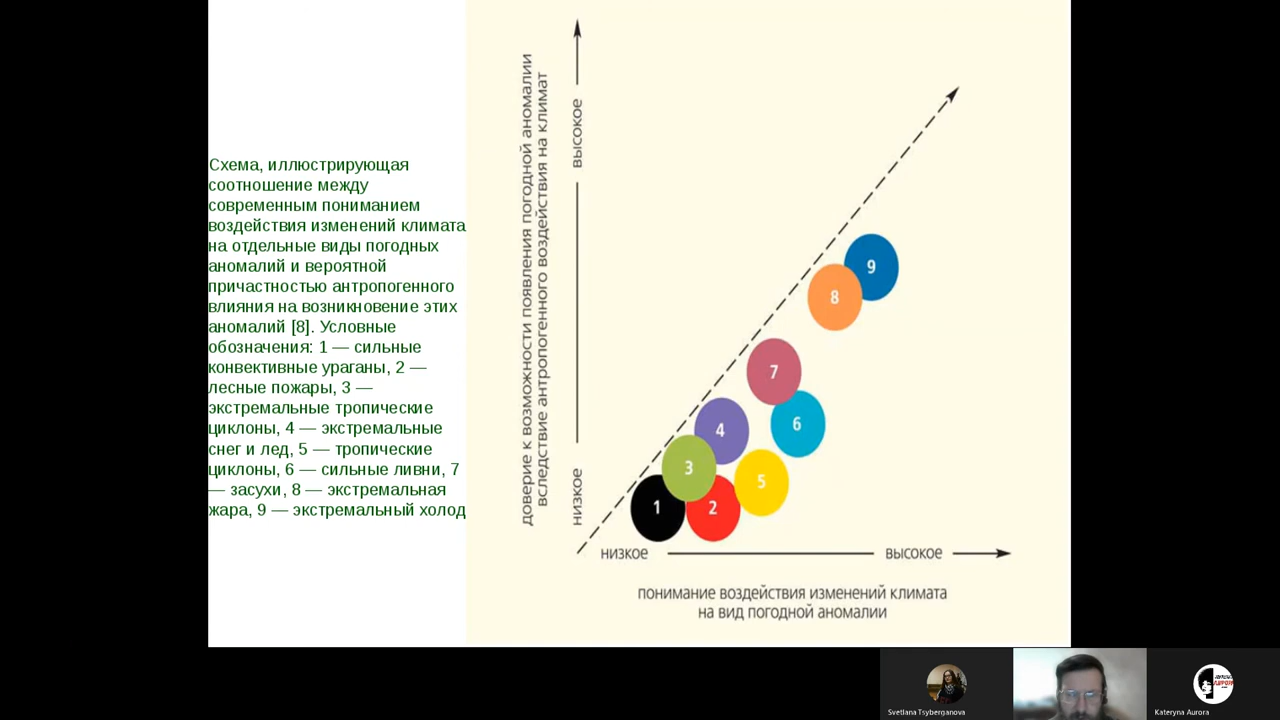 Схема, иллюстрирующая
соотношение между
современным пониманием
воздействия изменений климата
на отдельные виды погодных
аномалий и вероятной
причастностью антропогенного
влияния на возникновение этих
аномалий [8]. Условные
обозначения: 1 — сильные
конвективные ураганы, 2 —
лесные пожары, 3 —
экстремальные тропические
циклоны, 4 — экстремальные
снег и лед, 5 — тропические
циклоны, 6 — сильные ливни, 7
— засухи, 8 — экстремальная
жара, 9 — экстремальный холод
доверие к возможности появления погодной аномалии
вследствие антропогенного воздействия на климат
высокое
низкое
9
8
7
6
4
3
5
1
2
низкое
высокое
понимание воздействия изменений климата
на вид погодной аномалии
Svetlana Tsyberganova
Kateryna Aurora